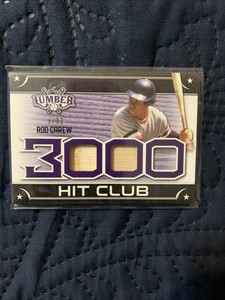 LUMBER
ROD CAREW
3000
HIT CLUB